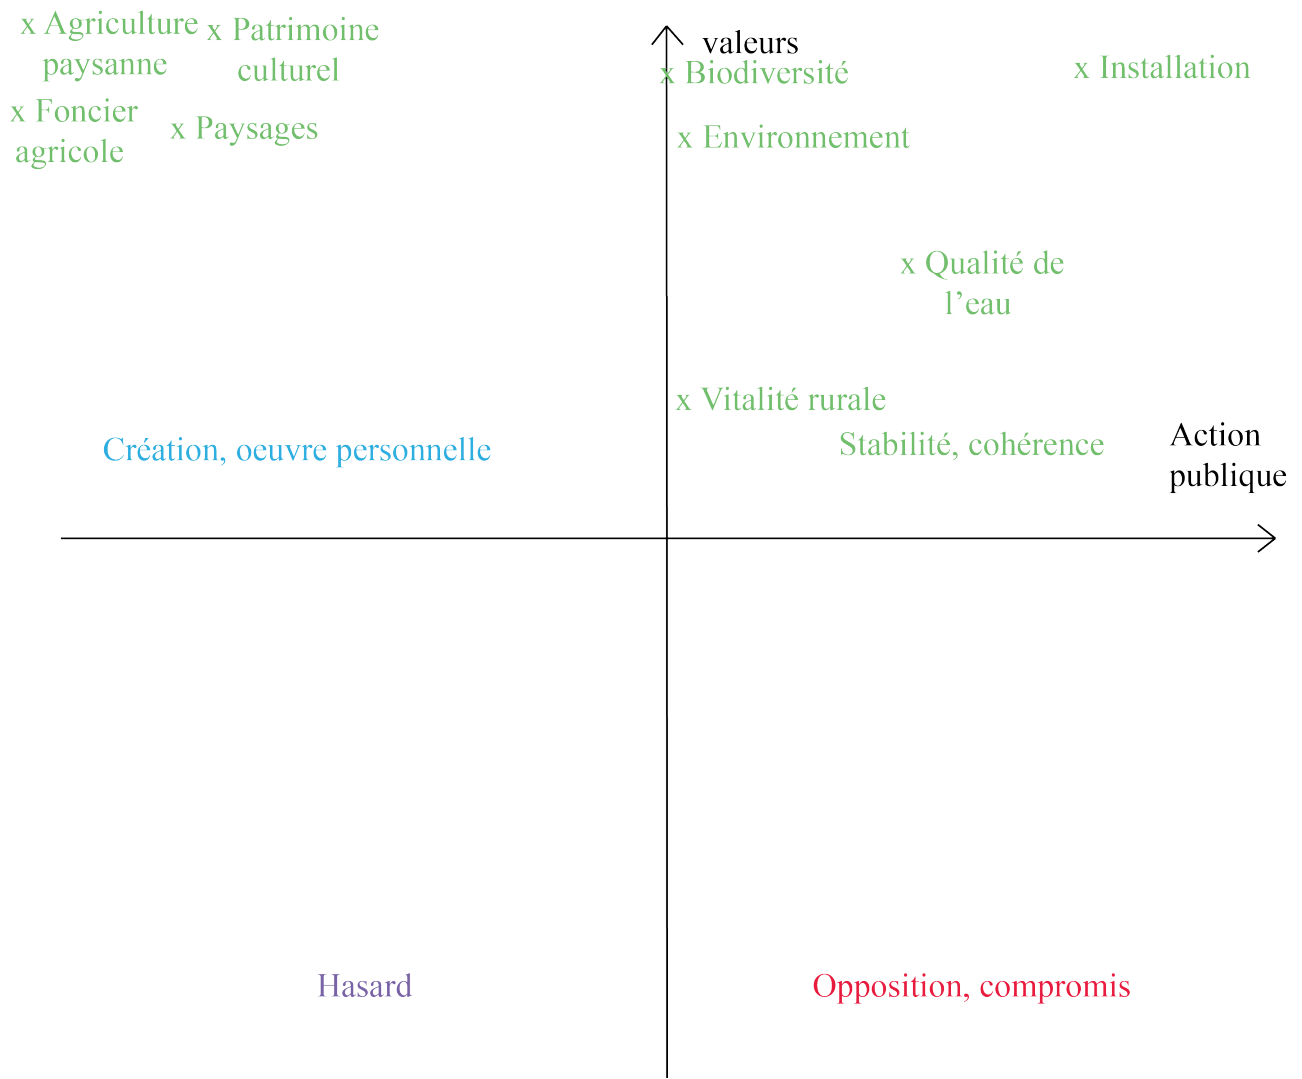 x Agriculture
paysanne
x Patrimoine
culturel
x Foncier
agricole
x Paysages
valeurs
x Biodiversité
x Installation
x Environnement
x Qualité de
l’eau
x Vitalité rurale
Création, oeuvre personnelle
Stabilité, cohérence
Action
publique
Hasard
Opposition, compromis